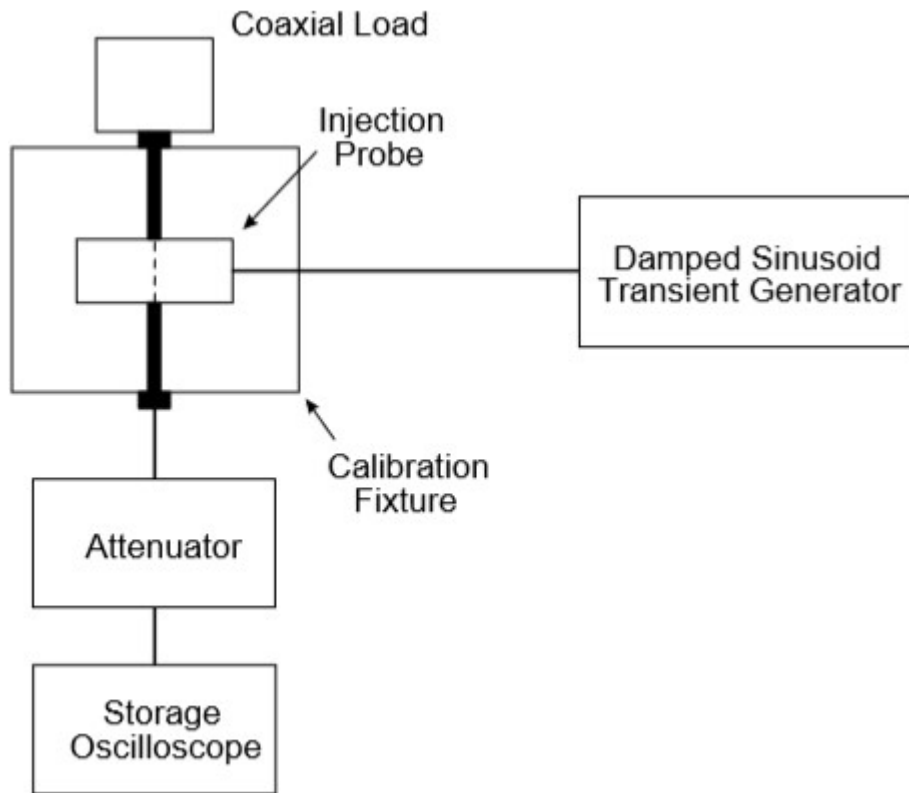 Coaxial Load
Injection
Probe
Damped Sinusoid
Transient Generator
Calibration
Fixture
Attenuator
Storage
Oscilloscope